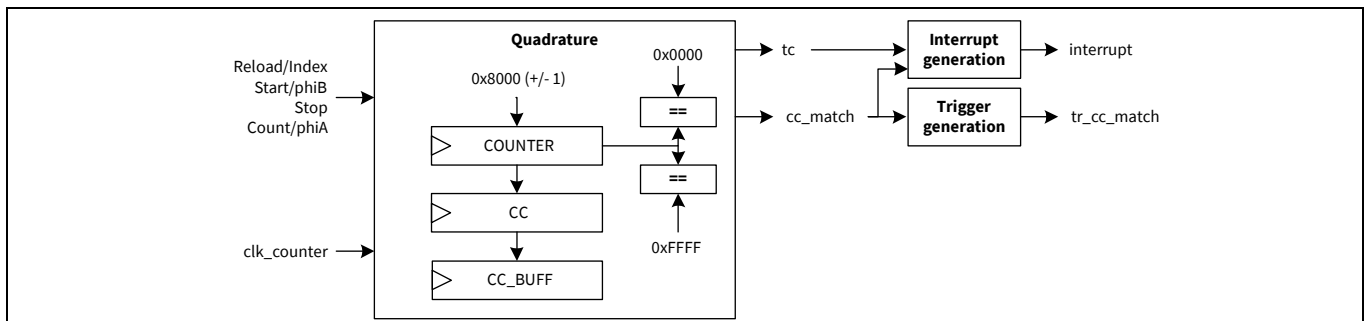 Quadrature
Reload/Index
Start/phiB
Stop
Count/phiA
clk_counter
0x8000 (+/- 1)
COUNTER
CC
CC_BUFF
0x0000
==
==
0xFFFF
tc
cc_match
Interrupt
generation
Trigger
generation
interrupt
tr_cc_match